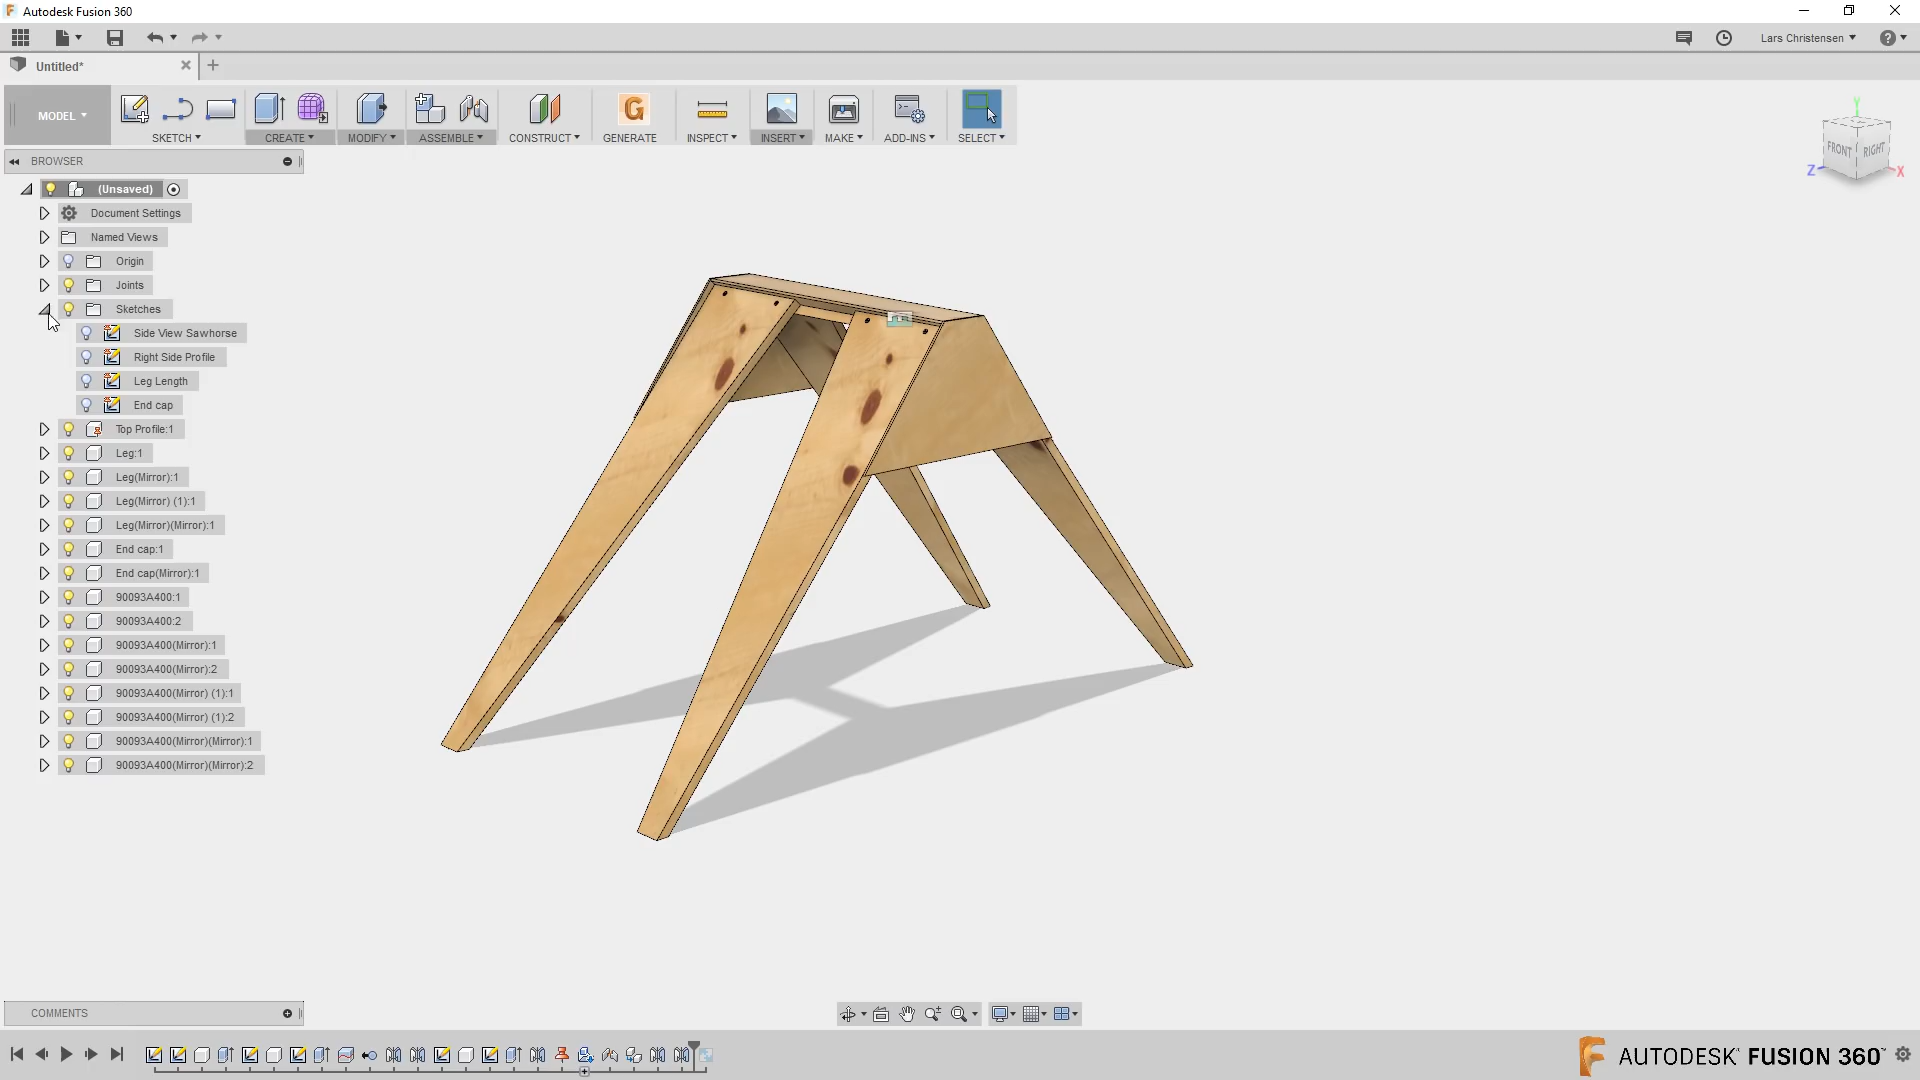 Autodesk Fusion 360
Lars Christensen
Untitled*
MODEL
SKETCH
CREATE
MODIFY
ASSEMBLE
CONSTRUCT
GENERATE
INSPECT
INSERT
MAKE
ADD-INS
SELECT
BROWSER
(Unsaved)
Document Settings
Named Views
Origin
Joints
Sketches
Side View Sawhorse
Right Side Profile
Leg Length
End cap
Top Profile:1
Leg:1
Leg(Mirror):1
Leg(Mirror) (1):1
Leg(Mirror)(Mirror):1
End cap:1
End cap(Mirror):1
90093A400:1
90093A400:2
90093A400(Mirror):1
90093A400(Mirror):2
90093A400(Mirror) (1):1
90093A400(Mirror) (1):2
90093A400(Mirror)(Mirror):1
90093A400(Mirror)(Mirror):2
Y
FRONT
RIGHT
Z
X
COMMENTS
AUTODESK® FUSION 360™